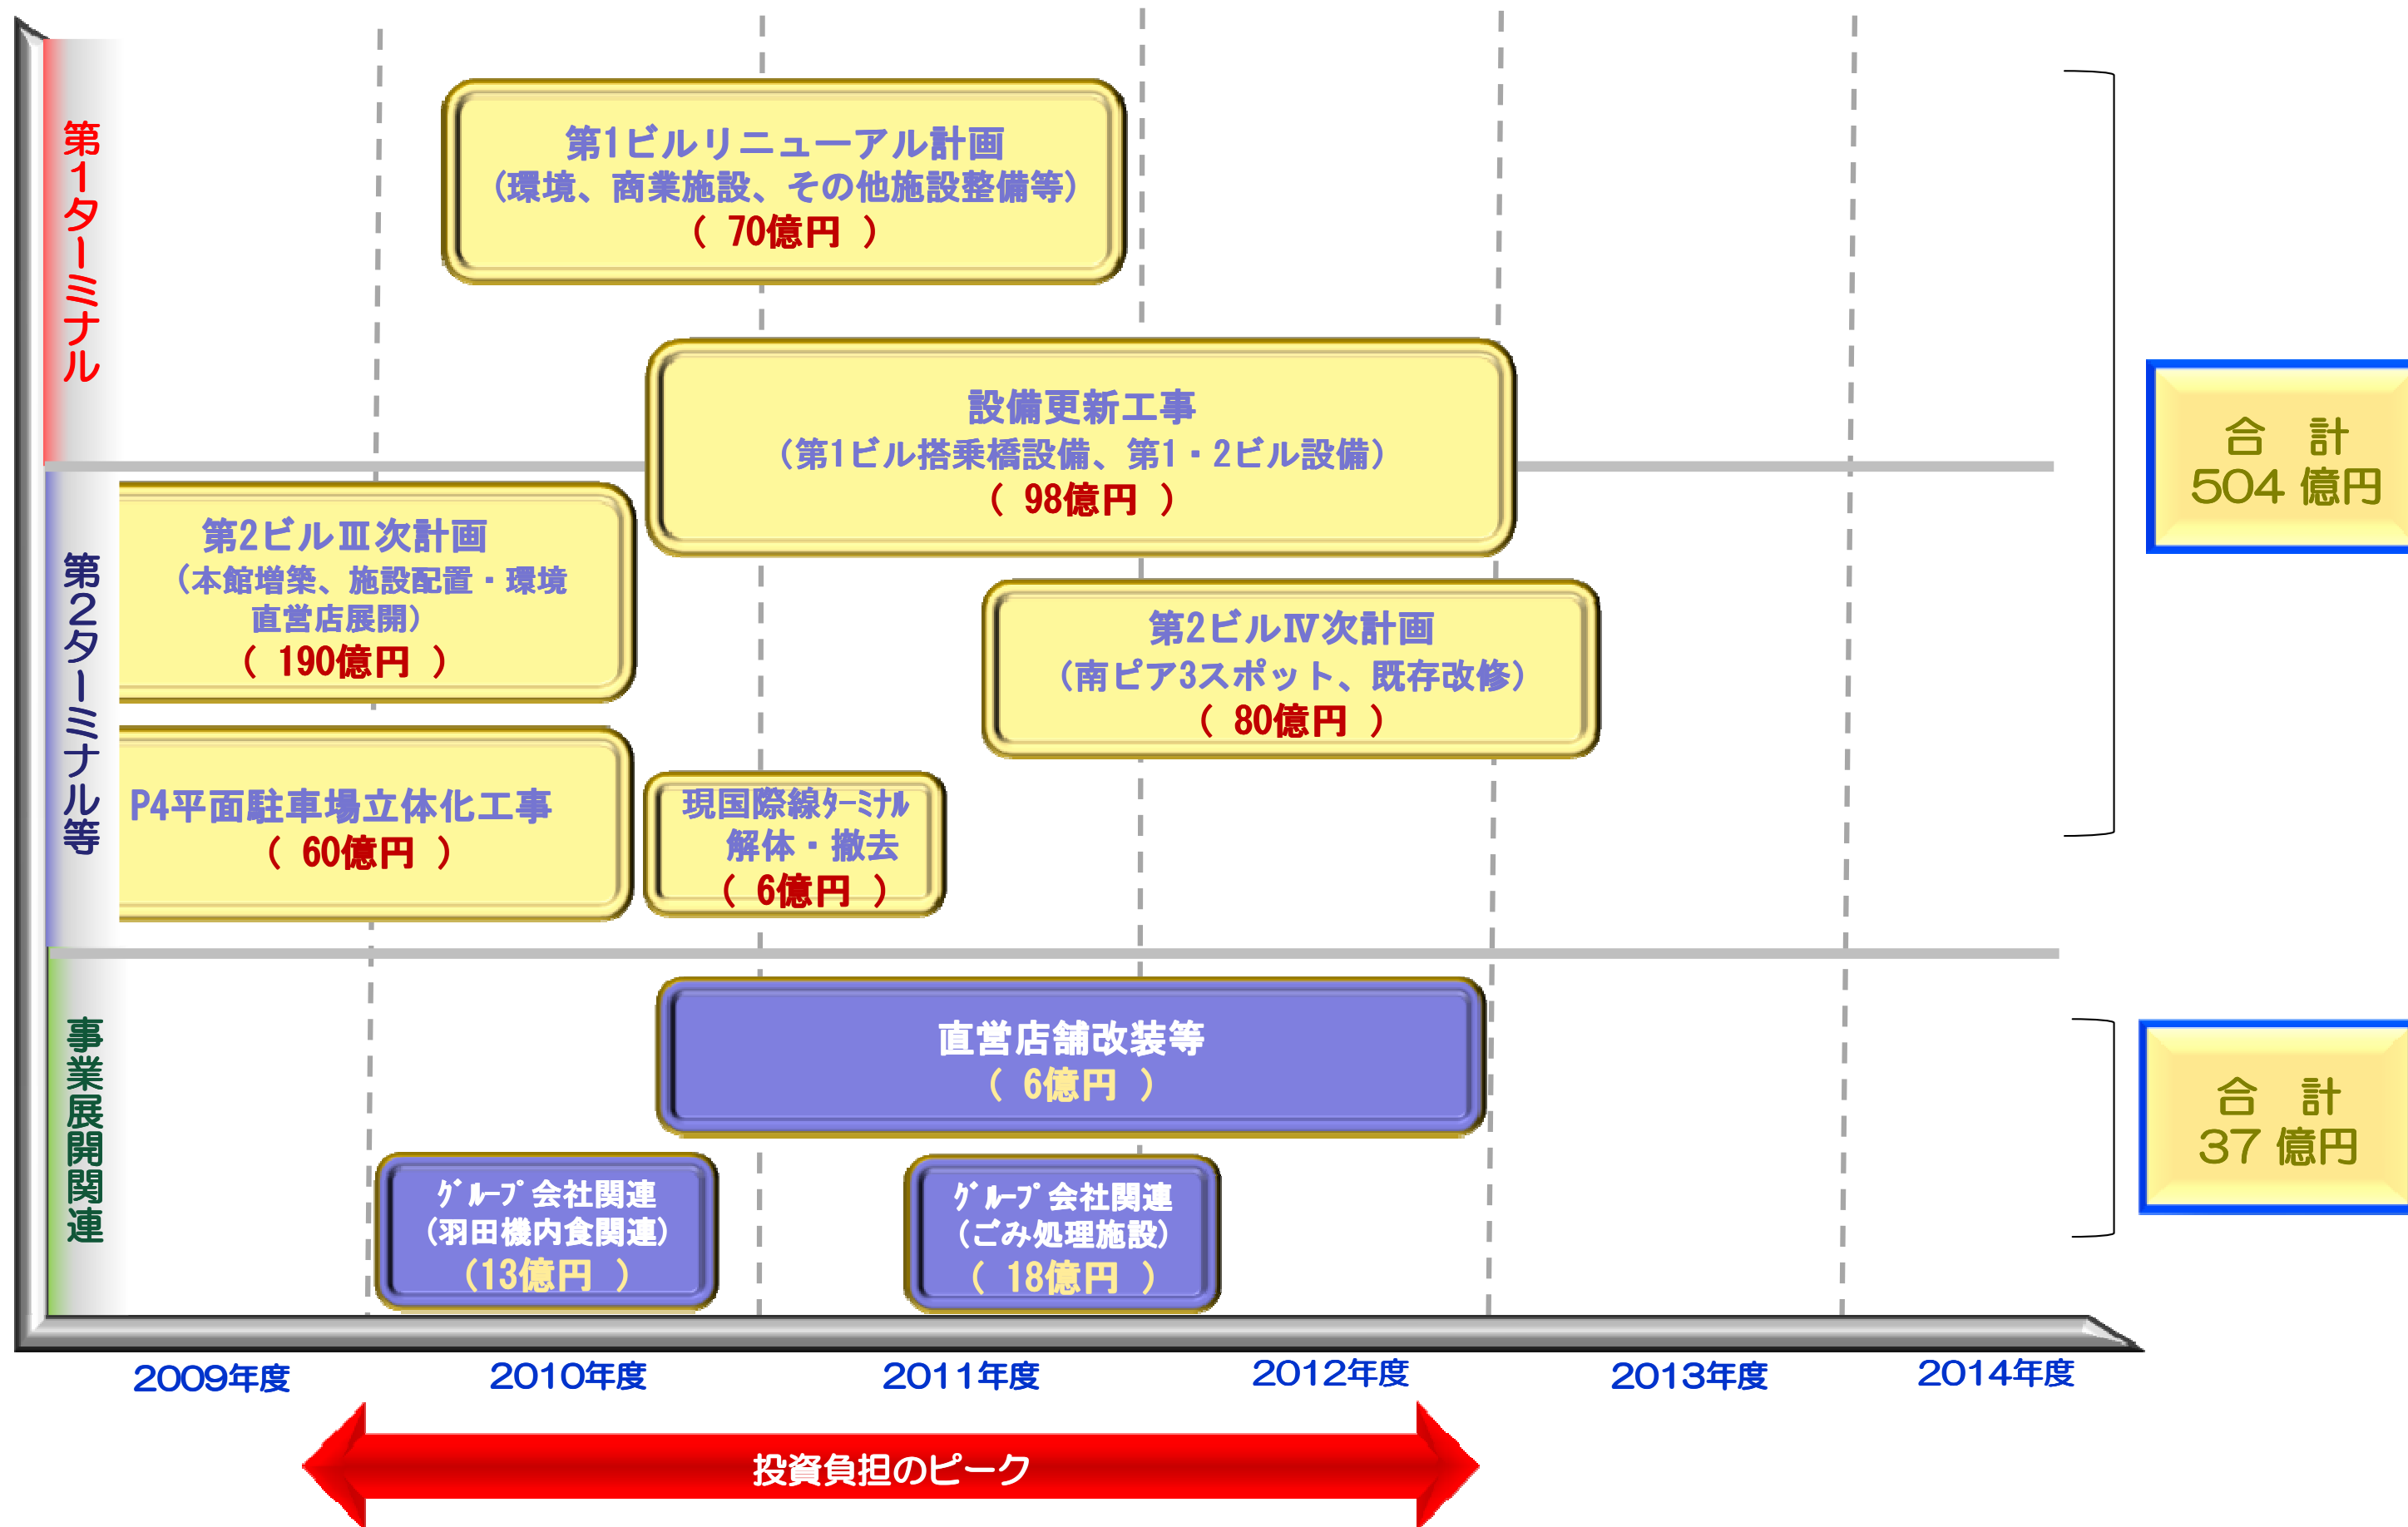 第1ターミナル
第1ビルリニューアル計画
(環境、商業施設、その他施設整備等)
( 70億円 )
設備更新工事
(第1ビル搭乗橋設備、第1・2ビル設備)
( 98億円 )
合 計
504 億円
第2ターミナル等
第2ビルⅢ次計画
(本館増築、施設配置・環境
直営店展開)
( 190億円 )
第2ビルⅣ次計画
(南ピア3スポット、既存改修)
( 80億円 )
P4平面駐車場立体化工事
( 60億円 )
現国際線ﾀｰﾐﾅﾙ
解体・撤去
( 6億円 )
事業展開関連
直営店舗改装等
( 6億円 )
ｸﾞﾙｰﾌﾟ会社関連
(羽田機内食関連)
(13億円 )
ｸﾞﾙｰﾌﾟ会社関連
(ごみ処理施設)
( 18億円 )
合 計
37 億円
2009年度
2010年度
2011年度
2012年度
2013年度
2014年度
投資負担のピーク